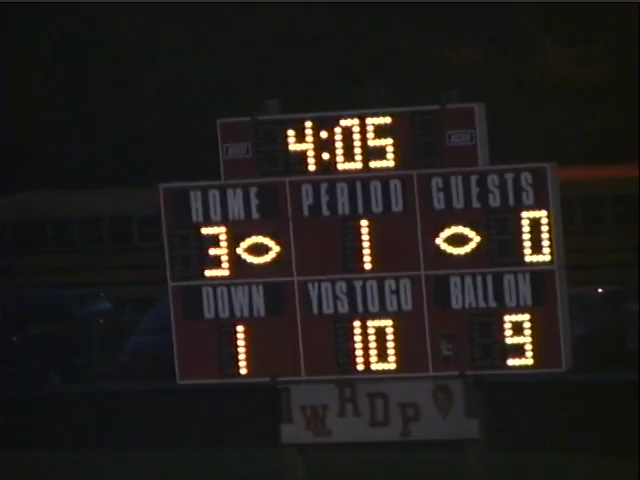 4:05
HOME PERIOD GUESTS
3 1 0
DOWN YDS TO GO BALL ON
1 10 9
WRDP